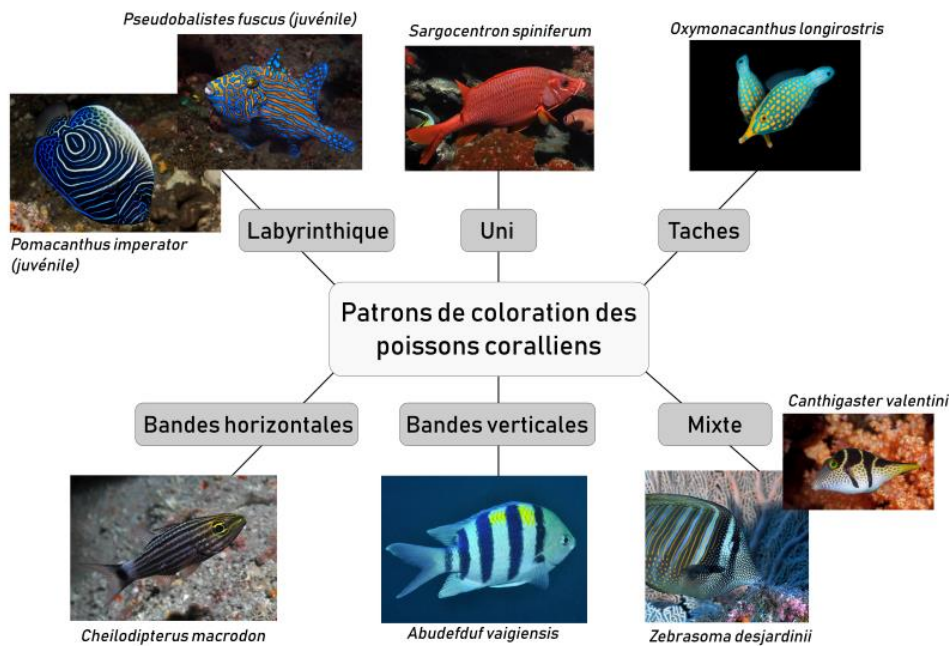 Pseudobalistes fuscus (juvénile)
Sargocentron spiniferum
Oxymonacanthus longirostris
Pomacanthus imperator
(juvénile)
Labyrinthique
Uni
Taches
Patrons de coloration des
poissons coralliens
Bandes horizontales
Bandes verticales
Mixte
Canthigaster valentini
Cheilodipterus macrodon
Abudefduf vaigiensis
Zebrasoma desjardinii